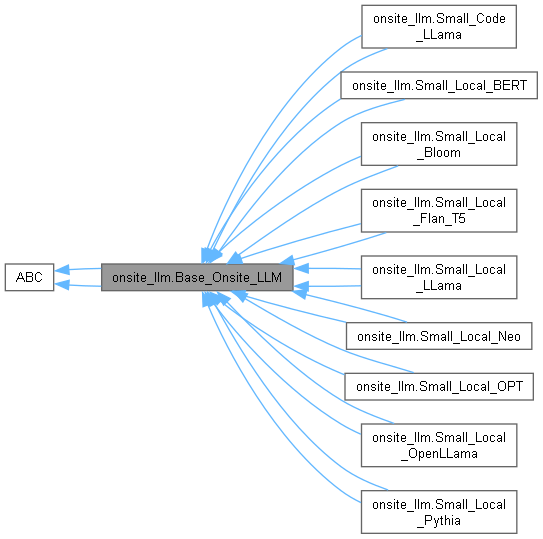 onsite_llm.Small_Code
_LLama
onsite_llm.Small_Local_BERT
onsite_llm.Small_Local
_Bloom
onsite_llm.Small_Local
_Flan_T5
ABC
onsite_llm.Base_Onsite_LLM
onsite_llm.Small_Local
_LLama
onsite_llm.Small_Local_Neo
onsite_llm.Small_Local_OPT
onsite_llm.Small_Local
_OpenLLama
onsite_llm.Small_Local
_Pythia